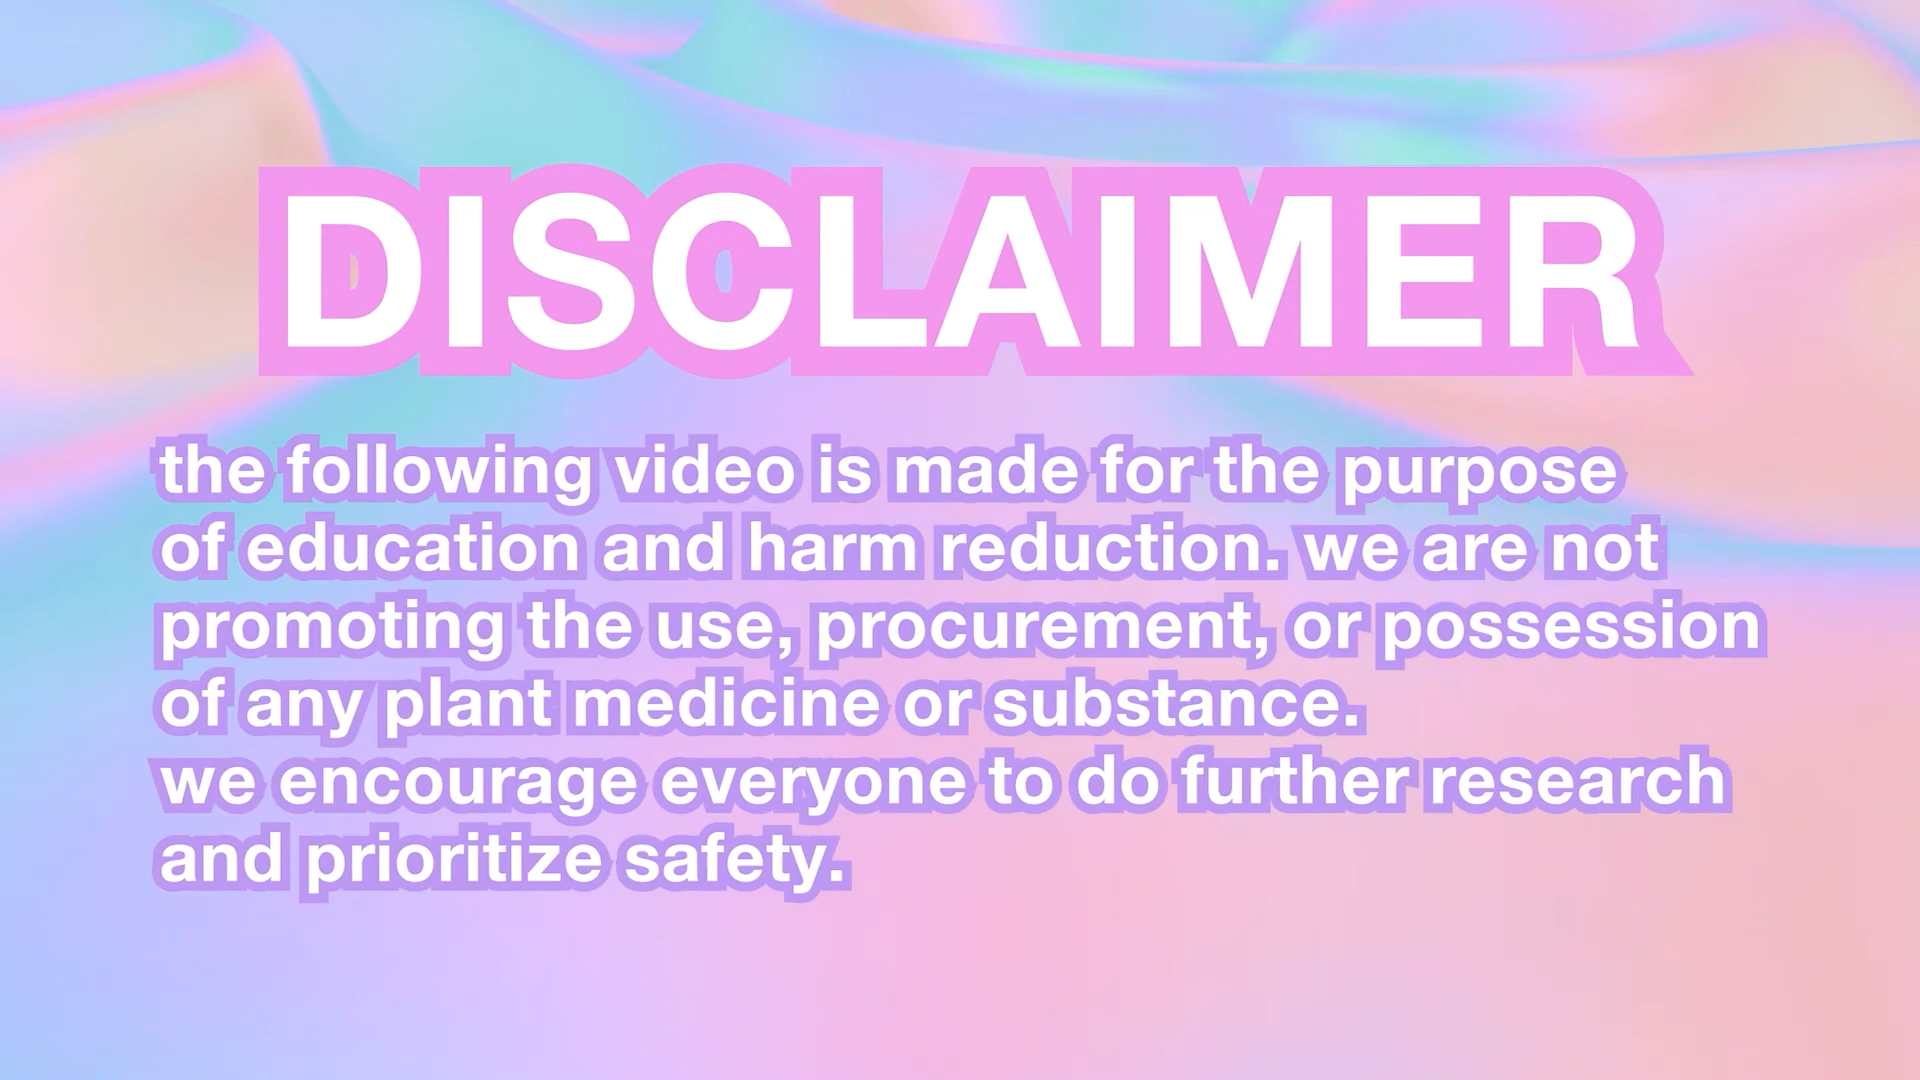 DISCLAIMER
the following video is made for the purpose
of education and harm reduction. we are not
promoting the use, procurement, or possession
of any plant medicine or substance.
we encourage everyone to do further research
and prioritize safety.